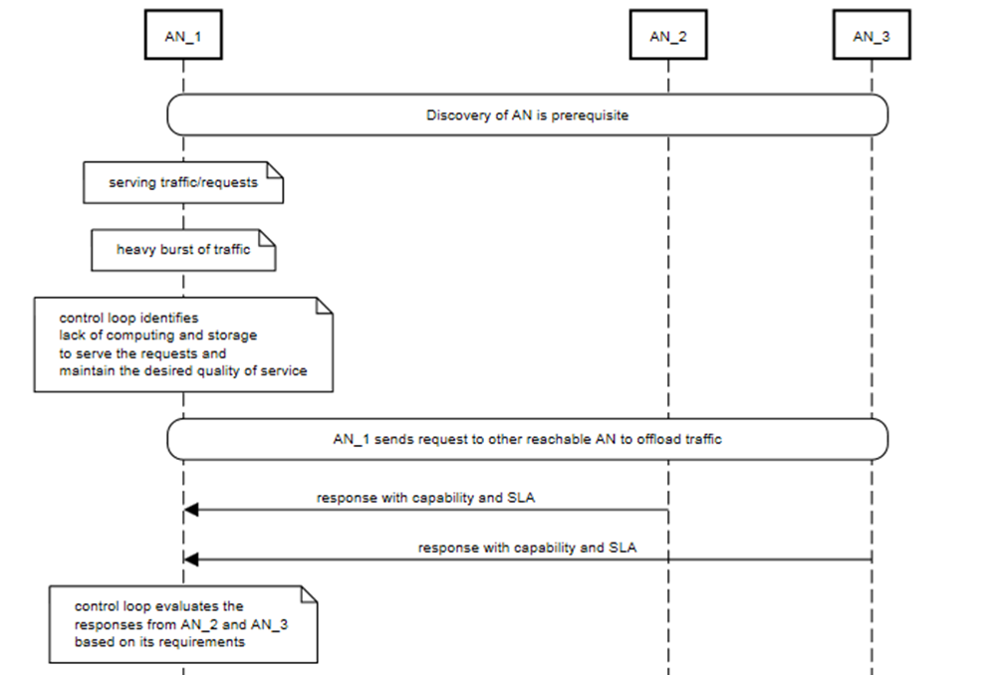 AN_1
AN_2
AN_3
Discovery of AN is prerequisite
serving traffic/requests
heavy burst of traffic
control loop identifies
lack of computing and storage
to serve the requests and
maintain the desired quality of service
AN_1 sends request to other reachable AN to offload traffic
response with capability and SLA
response with capability and SLA
control loop evaluates the
responses from AN_2 and AN_3
based on its requirements